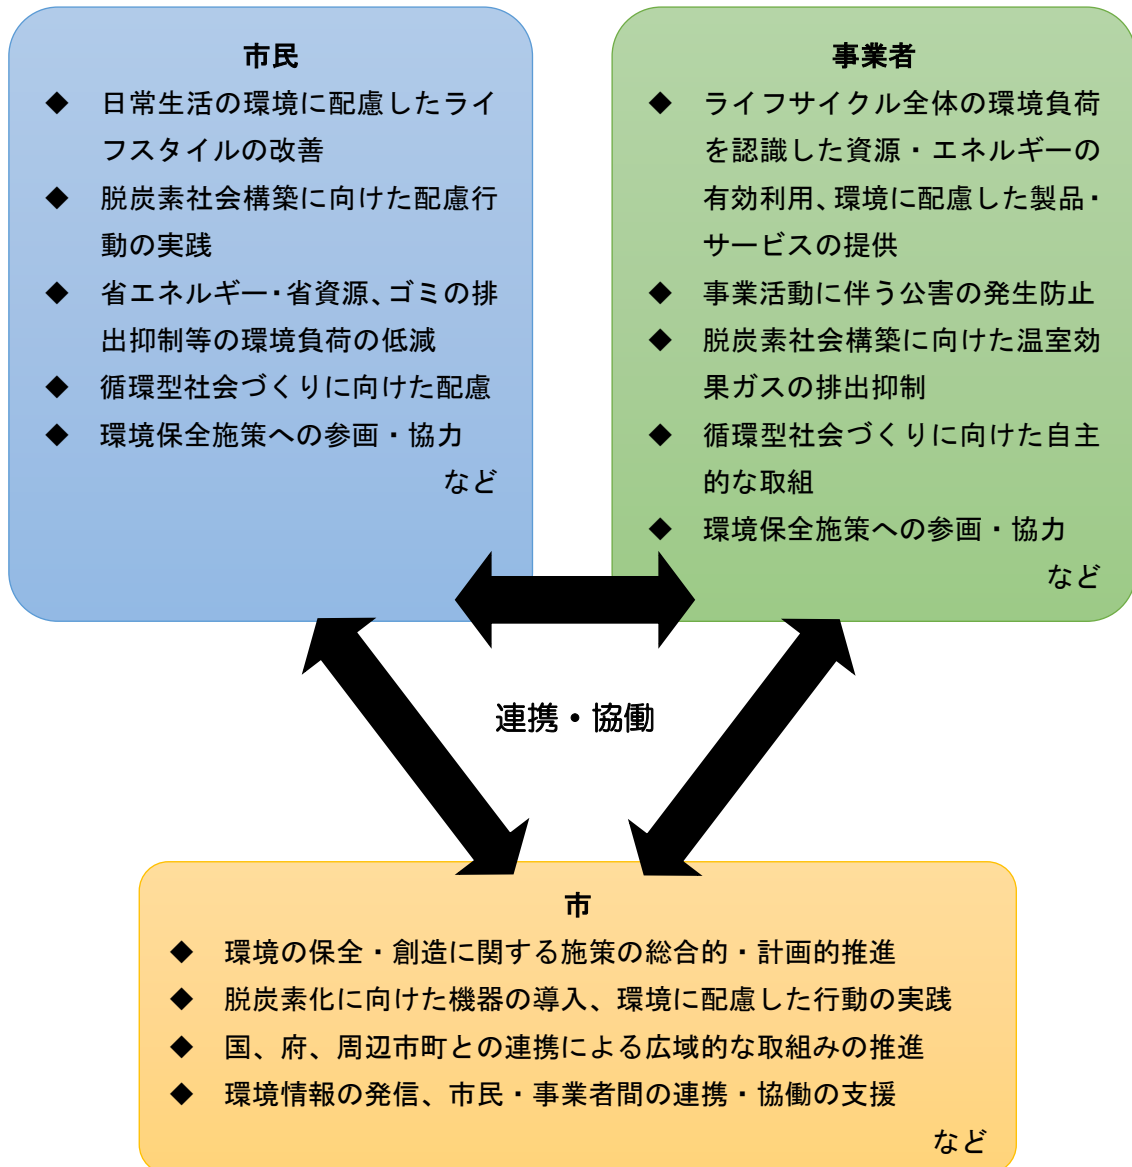 市民
◆ 日常生活の環境に配慮したライ
フスタイルの改善
◆ 脱炭素社会構築に向けた配慮行
動の実践
◆ 省エネルギー・省資源、ゴミの排
出抑制等の環境負荷の低減
◆ 循環型社会づくりに向けた配慮
◆ 環境保全施策への参画・協力
など
事業者
◆ ライフサイクル全体の環境負荷
を認識した資源・エネルギーの
有効利用、環境に配慮した製品・
サービスの提供
◆ 事業活動に伴う公害の発生防止
◆ 脱炭素社会構築に向けた温室効
果ガスの排出抑制
◆ 循環型社会づくりに向けた自主
的な取組
◆ 環境保全施策への参画・協力
など
連携・協働
市
◆ 環境の保全・創造に関する施策の総合的・計画的推進
◆ 脱炭素化に向けた機器の導入、環境に配慮した行動の実践
◆ 国、府、周辺市町との連携による広域的な取組みの推進
◆ 環境情報の発信、市民・事業者間の連携・協働の支援
など